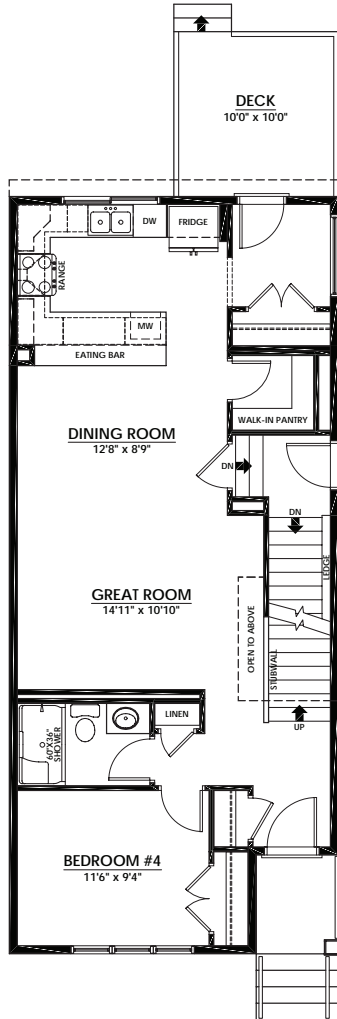 DECK
10'0" x 10'0"
DW
FRIDGE
RANGE
MW
EATING BAR
WALK-IN PANTRY
DINING ROOM
12'8" x 8'9"
DN
DN
LEDGE
GREAT ROOM
14'11" x 10'10"
OPEN TO ABOVE
STUBWALL
UP
LINEN
60"X36"
SHOWER
BEDROOM #4
11'6" x 9'4"